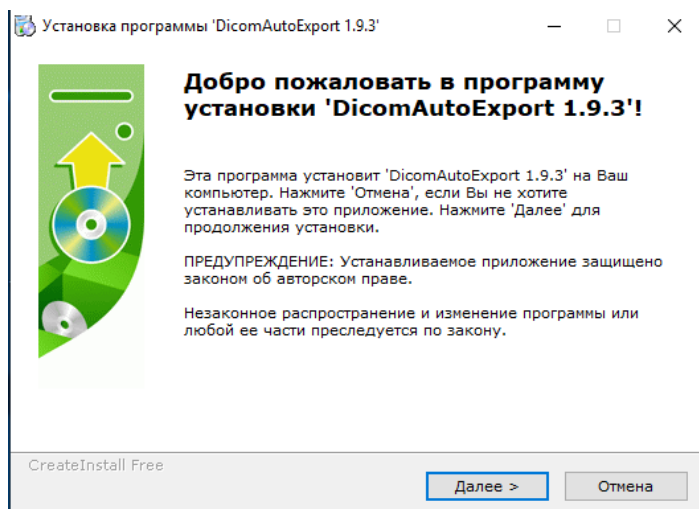 Установка программы 'DicomAutoExport 1.9.3'
Добро пожаловать в программу
установки 'DicomAutoExport 1.9.3'!
Эта программа установит 'DicomAutoExport 1.9.3' на Ваш
компьютер. Нажмите 'Отмена', если Вы не хотите
устанавливать это приложение. Нажмите 'Далее' для
продолжения установки.
ПРЕДУПРЕЖДЕНИЕ: Устанавливаемое приложение защищено
законом об авторском праве.
Незаконное распространение и изменение программы или
любой ее части преследуется по закону.
CreateInstall Free
Далее >
Отмена